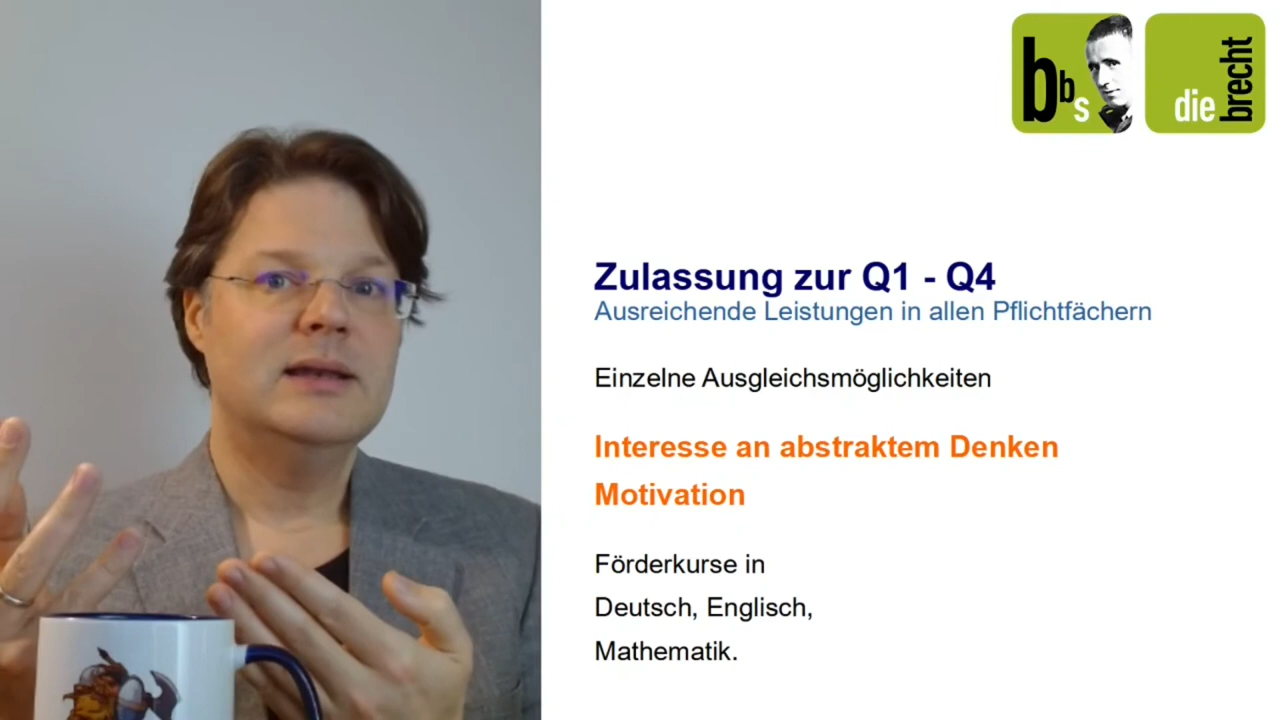 bbs
die brecht
Zulassung zur Q1 - Q4
Ausreichende Leistungen in allen Pflichtfächern
Einzelne Ausgleichsmöglichkeiten
Interesse an abstraktem Denken
Motivation
Förderkurse in
Deutsch, Englisch,
Mathematik.